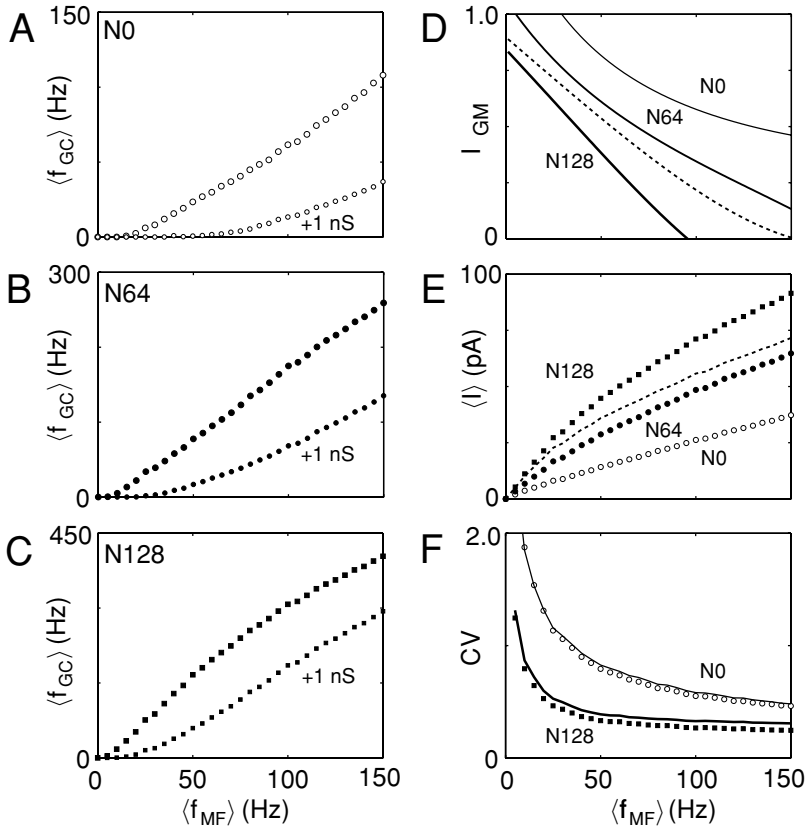 A
N0
150
0
⟨f_GC⟩ (Hz)
+1 nS
B
N64
300
0
⟨f_GC⟩ (Hz)
+1 nS
C
N128
450
0
⟨f_GC⟩ (Hz)
+1 nS
0 50 100 150
⟨f_MF⟩ (Hz)
D
1.0
1.0
I_GM
N0
N64
N128
E
100
0
⟨I⟩ (pA)
N128
N64
N0
F
2.0
0
CV
N0
N128
0 50 100 150
⟨f_MF⟩ (Hz)